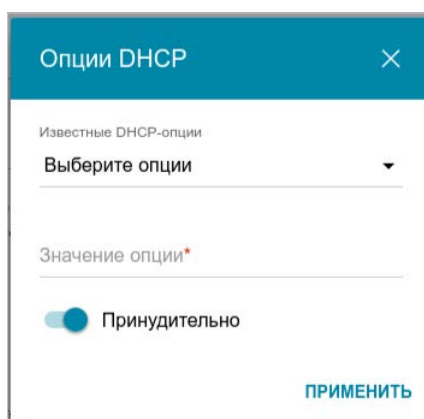 Опции DHCP
Известные DHCP-опции
Выберите опции
Значение опции*
Принудительно
ПРИМЕНИТЬ